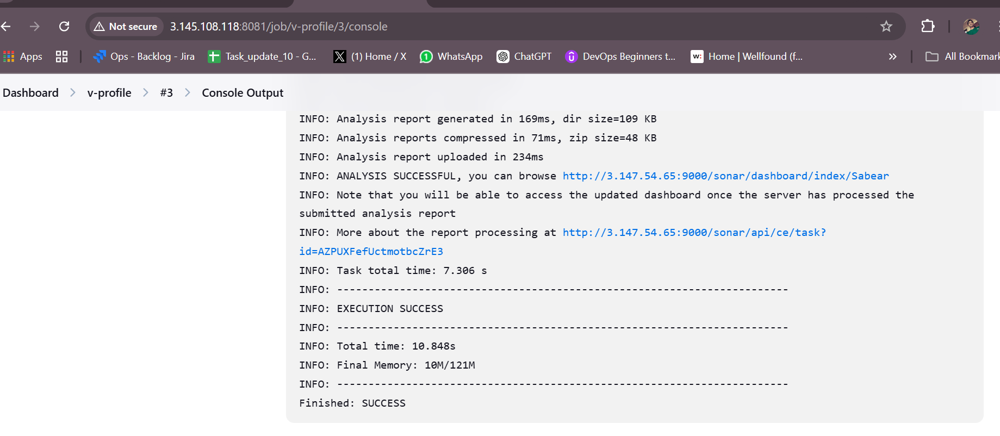 Not secure 3.145.108.118:8081/job/v-profile/3/console
Apps Ops - Backlog - Jira Task_update_10 - G... (1) Home / X WhatsApp ChatGPT DevOps Beginners t... Home | Wellfound (f... » All Bookmark
Dashboard > v-profile > #3 > Console Output
INFO: Analysis report generated in 169ms, dir size=109 KB
INFO: Analysis reports compressed in 71ms, zip size=48 KB
INFO: Analysis report uploaded in 234ms
INFO: ANALYSIS SUCCESSFUL, you can browse http://3.147.54.65:9000/sonar/dashboard/index/Sabear
INFO: Note that you will be able to access the updated dashboard once the server has processed the
submitted analysis report
INFO: More about the report processing at http://3.147.54.65:9000/sonar/api/ce/task?
id=AZPUXFefUctmotbcZrE3
INFO: Task total time: 7.306 s
INFO: ------------------------------------------------------------------------
INFO: EXECUTION SUCCESS
INFO: ------------------------------------------------------------------------
INFO: Total time: 10.848s
INFO: Final Memory: 10M/121M
INFO: ------------------------------------------------------------------------
Finished: SUCCESS